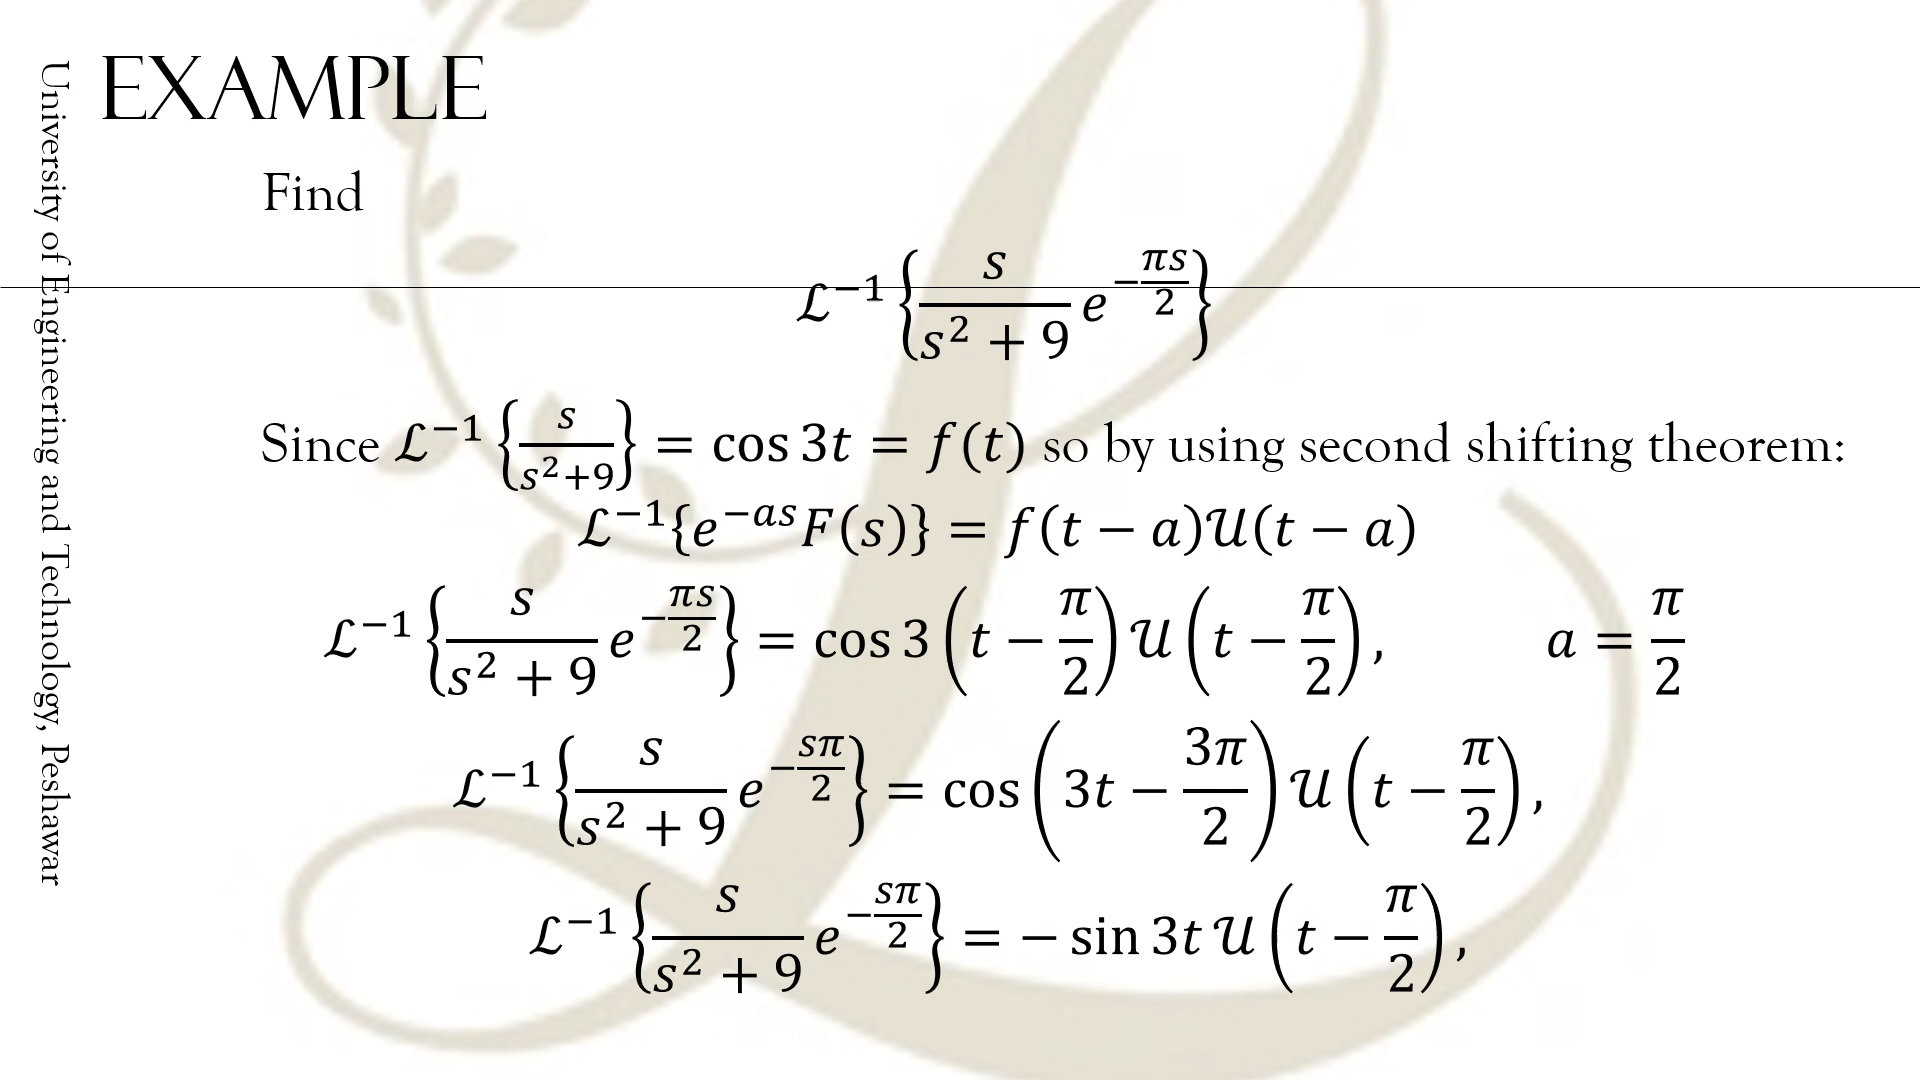 EXAMPLE
Find
ℒ⁻¹ { s/(s² + 9) e^(−πs/2) }
Since ℒ⁻¹ { s/(s²+9) } = cos 3t = f(t) so by using second shifting theorem:
ℒ⁻¹{e^(−as) F(s)} = f(t − a)𝒰(t − a)
ℒ⁻¹ { s/(s² + 9) e^(−πs/2) } = cos 3 (t − π/2) 𝒰 (t − π/2), a = π/2
ℒ⁻¹ { s/(s² + 9) e^(−sπ/2) } = cos (3t − 3π/2) 𝒰 (t − π/2),
ℒ⁻¹ { s/(s² + 9) e^(−sπ/2) } = − sin 3t 𝒰 (t − π/2),
University of Engineering and Technology, Peshawar